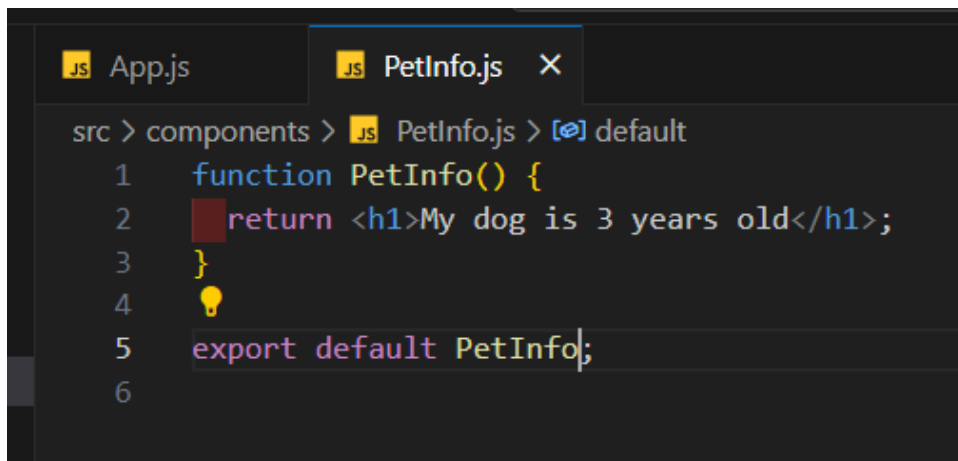 JS App.js
JS PetInfo.js ×
src > components > JS PetInfo.js > default
1 function PetInfo() {
2   return <h1>My dog is 3 years old</h1>;
3 }
4
5 export default PetInfo;
6